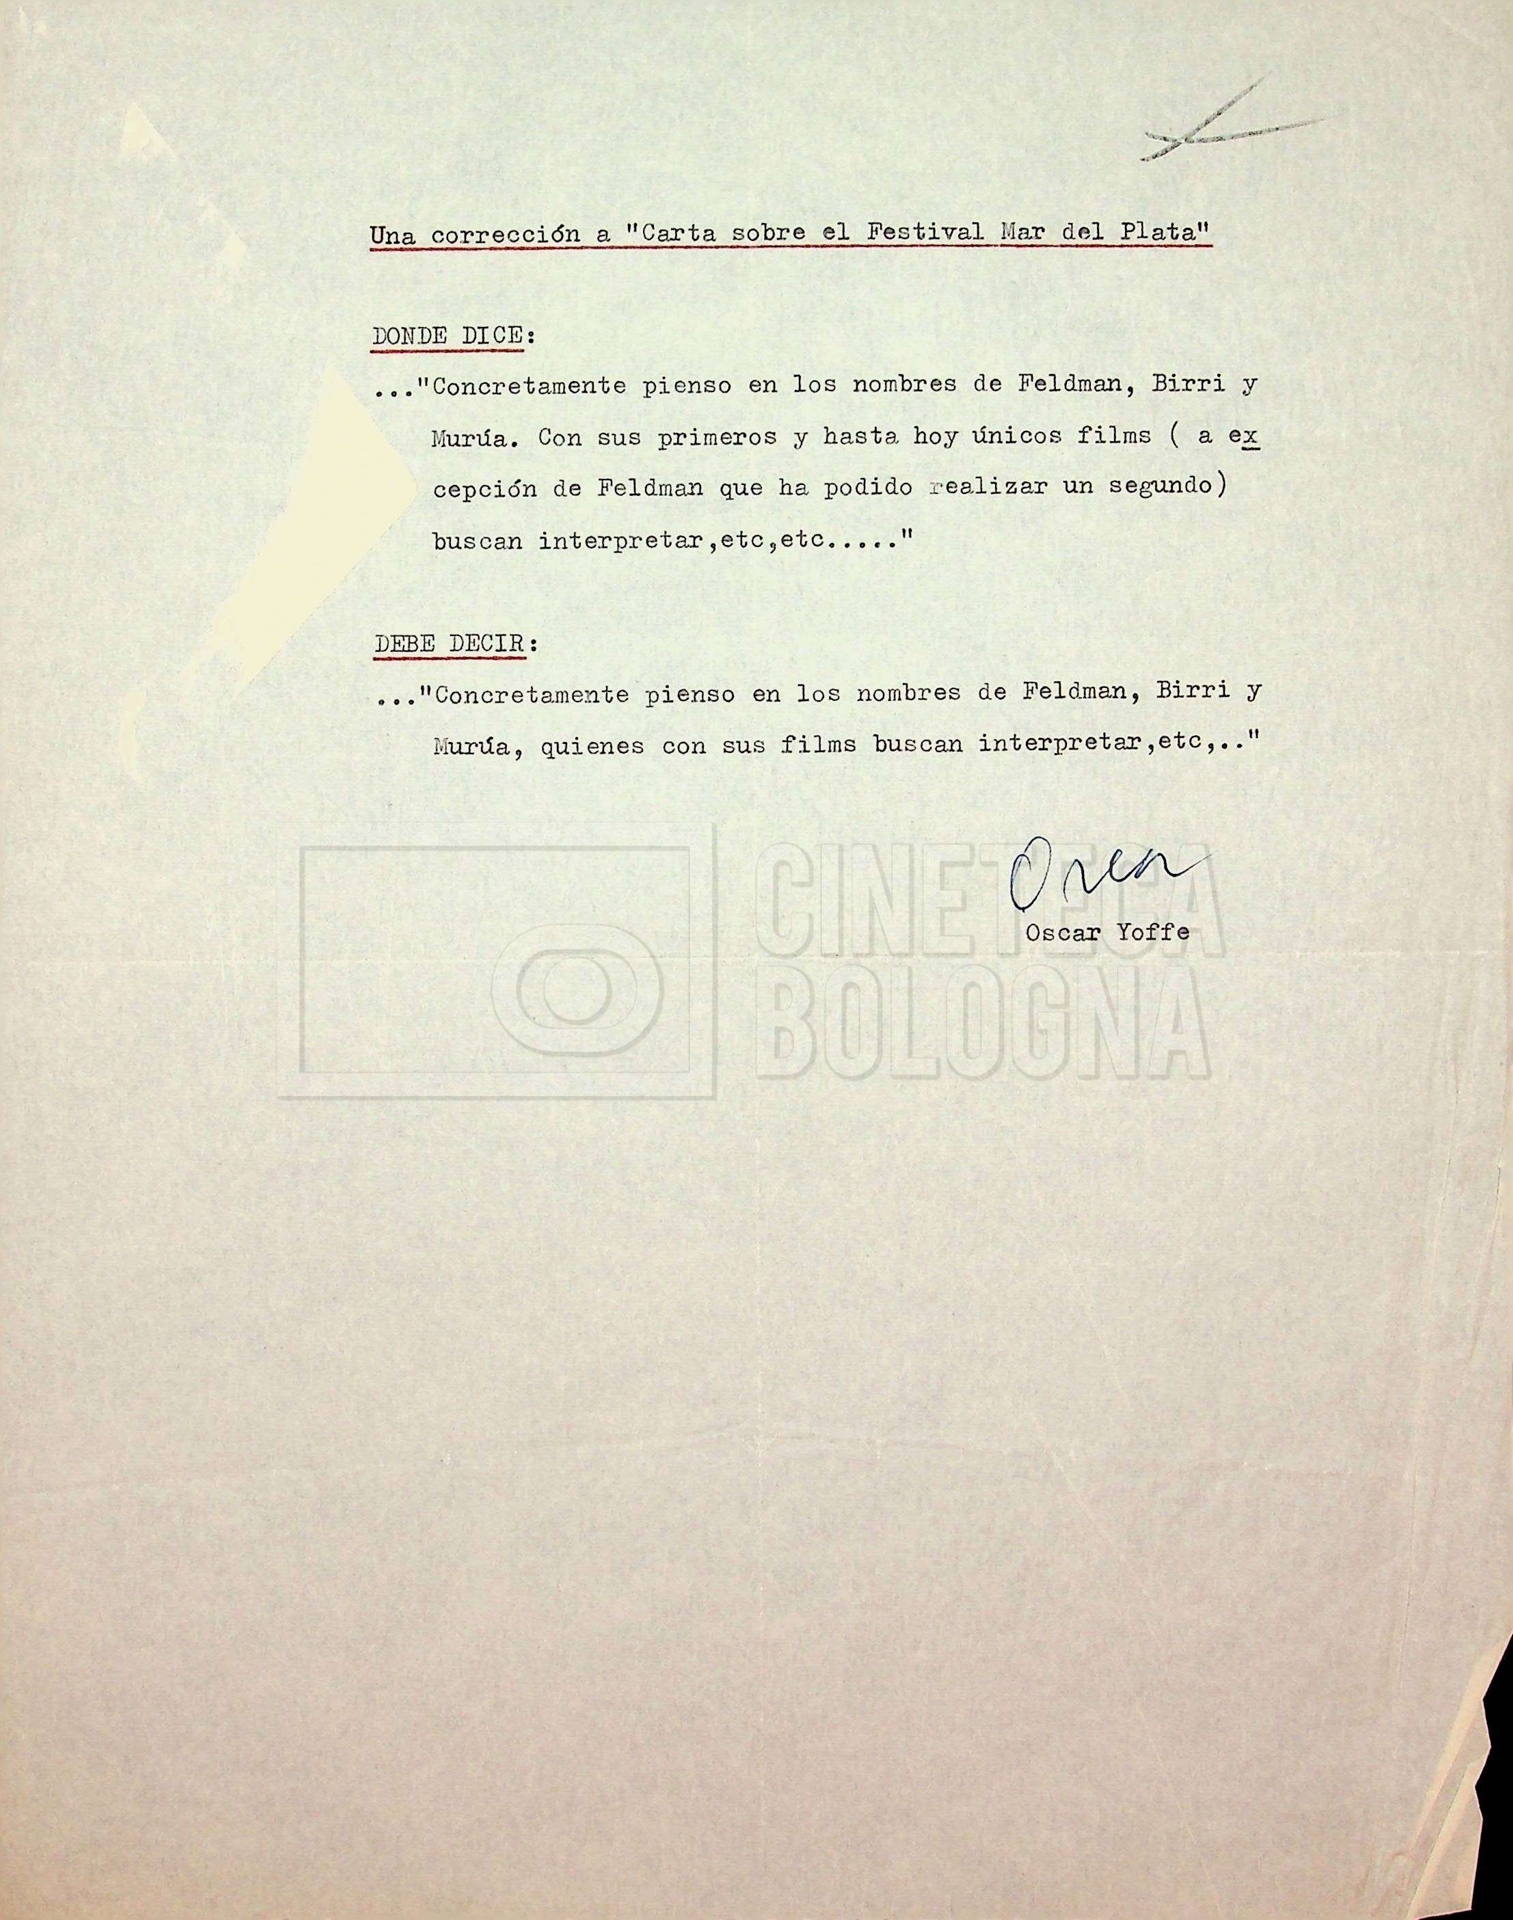 Una corrección a "Carta sobre el Festival Mar del Plata"
DONDE DICE:
..."Concretamente pienso en los nombres de Feldman, Birri y
Murúa. Con sus primeros y hasta hoy únicos films ( a ex
cepción de Feldman que ha podido realizar un segundo)
buscan interpretar,etc,etc....."
DEBE DECIR:
..."Concretamente pienso en los nombres de Feldman, Birri y
Murúa, quienes con sus films buscan interpretar,etc,.."
Oscar Yoffe
CINETECA
BOLOGNA